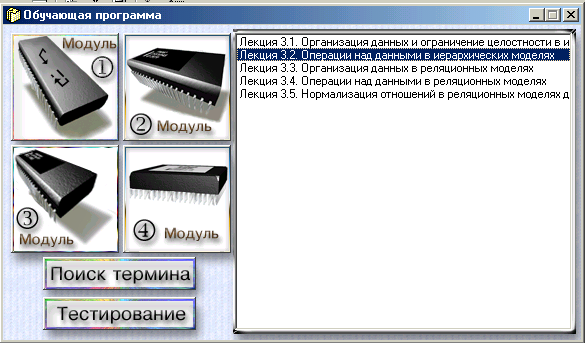 Обучающая программа
Модуль
1
2
Модуль
3
Модуль
4
Модуль
Поиск термина
Тестирование
Лекция 3.1. Организация данных и ограничение целостности в и
Лекция 3.2. Операции над данными в иерархических моделях
Лекция 3.3. Организация данных в реляционных моделях
Лекция 3.4. Операции над данными в реляционных моделях
Лекция 3.5. Нормализация отношений в реляционных моделях д